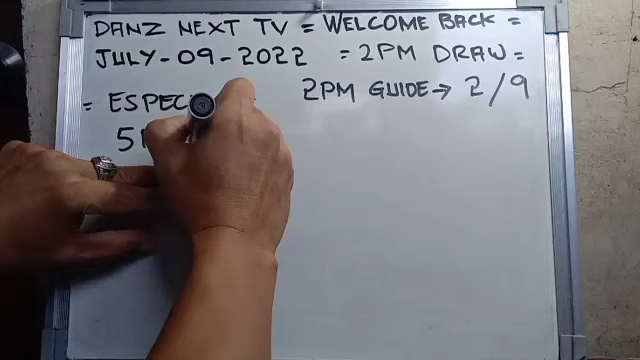 DANZ NEXT TV = WELCOME BACK =
JULY-09-2022 = 2PM DRAW =
2PM GUIDE→ 2/9
=